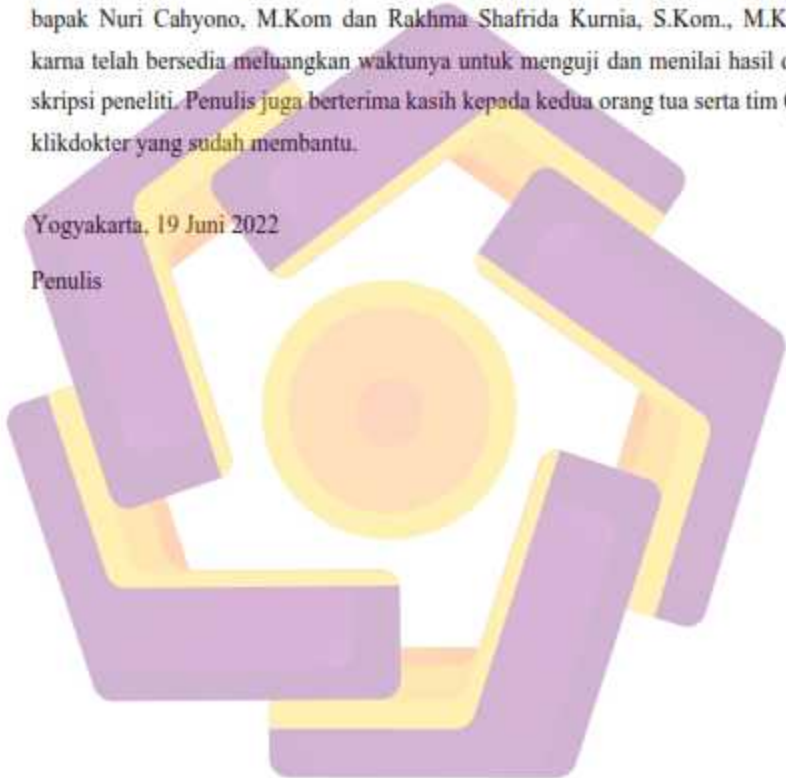 bapak Nuri Cahyono, M.Kom dan Rakhma Shafrida Kurnia, S.Kom., M.K
karna telah bersedia meluangkan waktunya untuk menguji dan menilai hasil
skripsi peneliti. Penulis juga berterima kasih kepada kedua orang tua serta tim
klikdokter yang sudah membantu.
Yogyakarta, 19 Juni 2022
Penulis